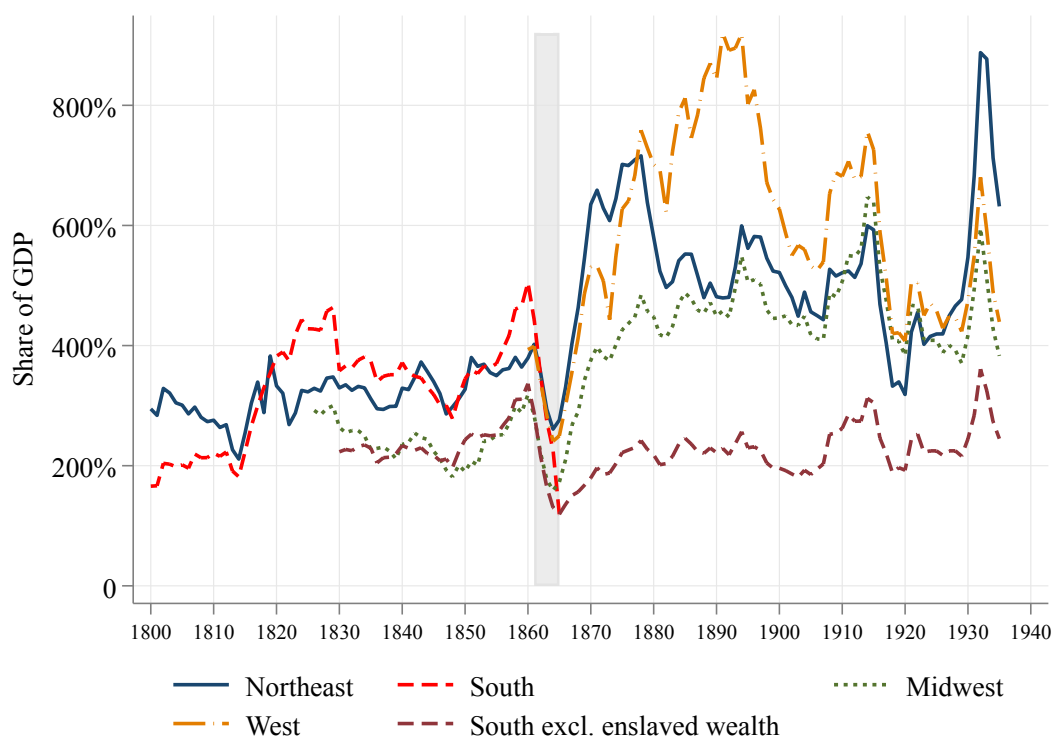 Share of GDP
800%
600%
400%
200%
0
1800 1810 1820 1830 1840 1850 1860 1870 1880 1890 1900 1910 1920 1930 1940
Northeast South Midwest
West South excl. enslaved wealth